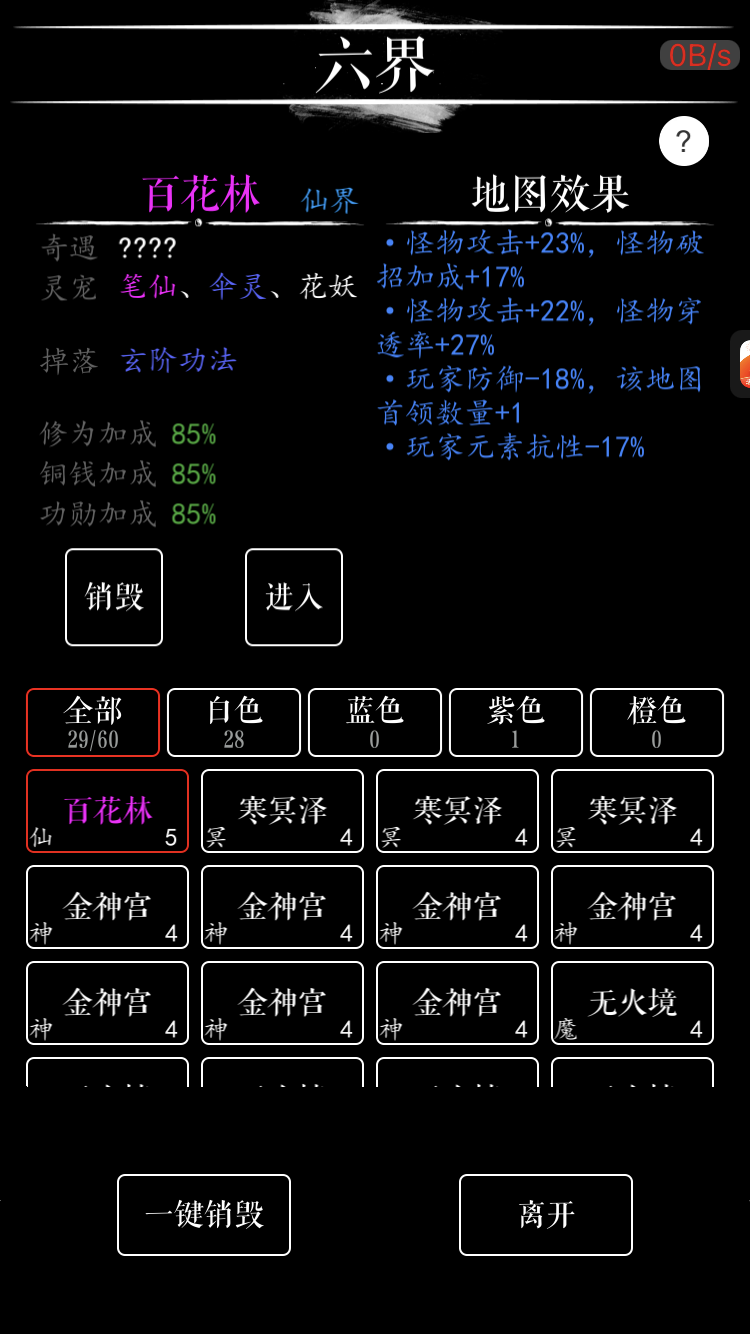 六界
0B/s
?
百花林 仙界
奇遇 ????
灵宠 笔仙、伞灵、花妖
掉落 玄阶功法
修为加成 85%
铜钱加成 85%
功勋加成 85%
地图效果
·怪物攻击+23%，怪物破
招加成+17%
·怪物攻击+22%，怪物穿
透率+27%
·玩家防御-18%，该地图
首领数量+1
·玩家元素抗性-17%
销毁 进入
全部 白色 蓝色 紫色 橙色
29/60 28 0 1 0
百花林 寒冥泽 寒冥泽 寒冥泽
仙 5 冥 4 冥 4 冥 4
金神宫 金神宫 金神宫 金神宫
神 4 神 4 神 4 神 4
金神宫 金神宫 金神宫 无火境
神 4 神 4 神 4 魔 4
一键销毁 离开